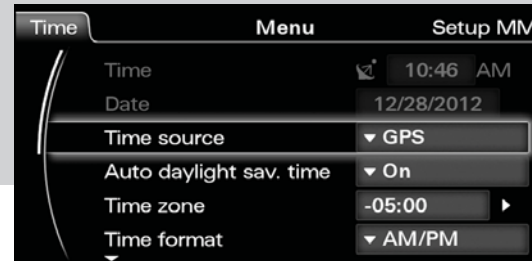 Time Menu Setup MM
Time 10:46 AM
Date 12/28/2012
Time source GPS
Auto daylight sav. time On
Time zone -05:00
Time format AM/PM